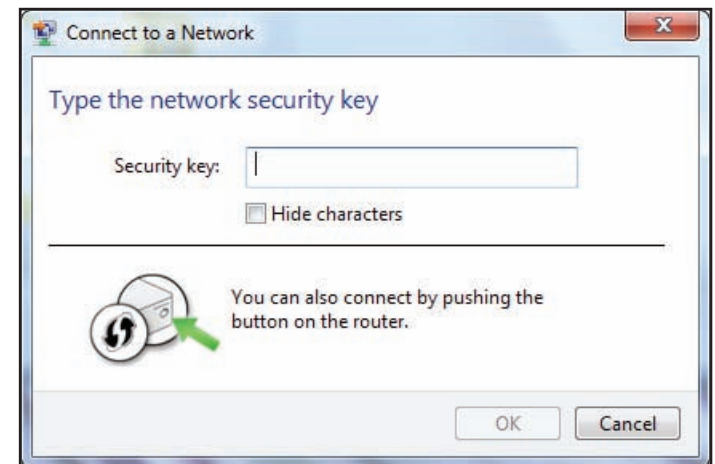 Connect to a Network
Type the network security key
Security key:
Hide characters
You can also connect by pushing the
button on the router.
OK Cancel